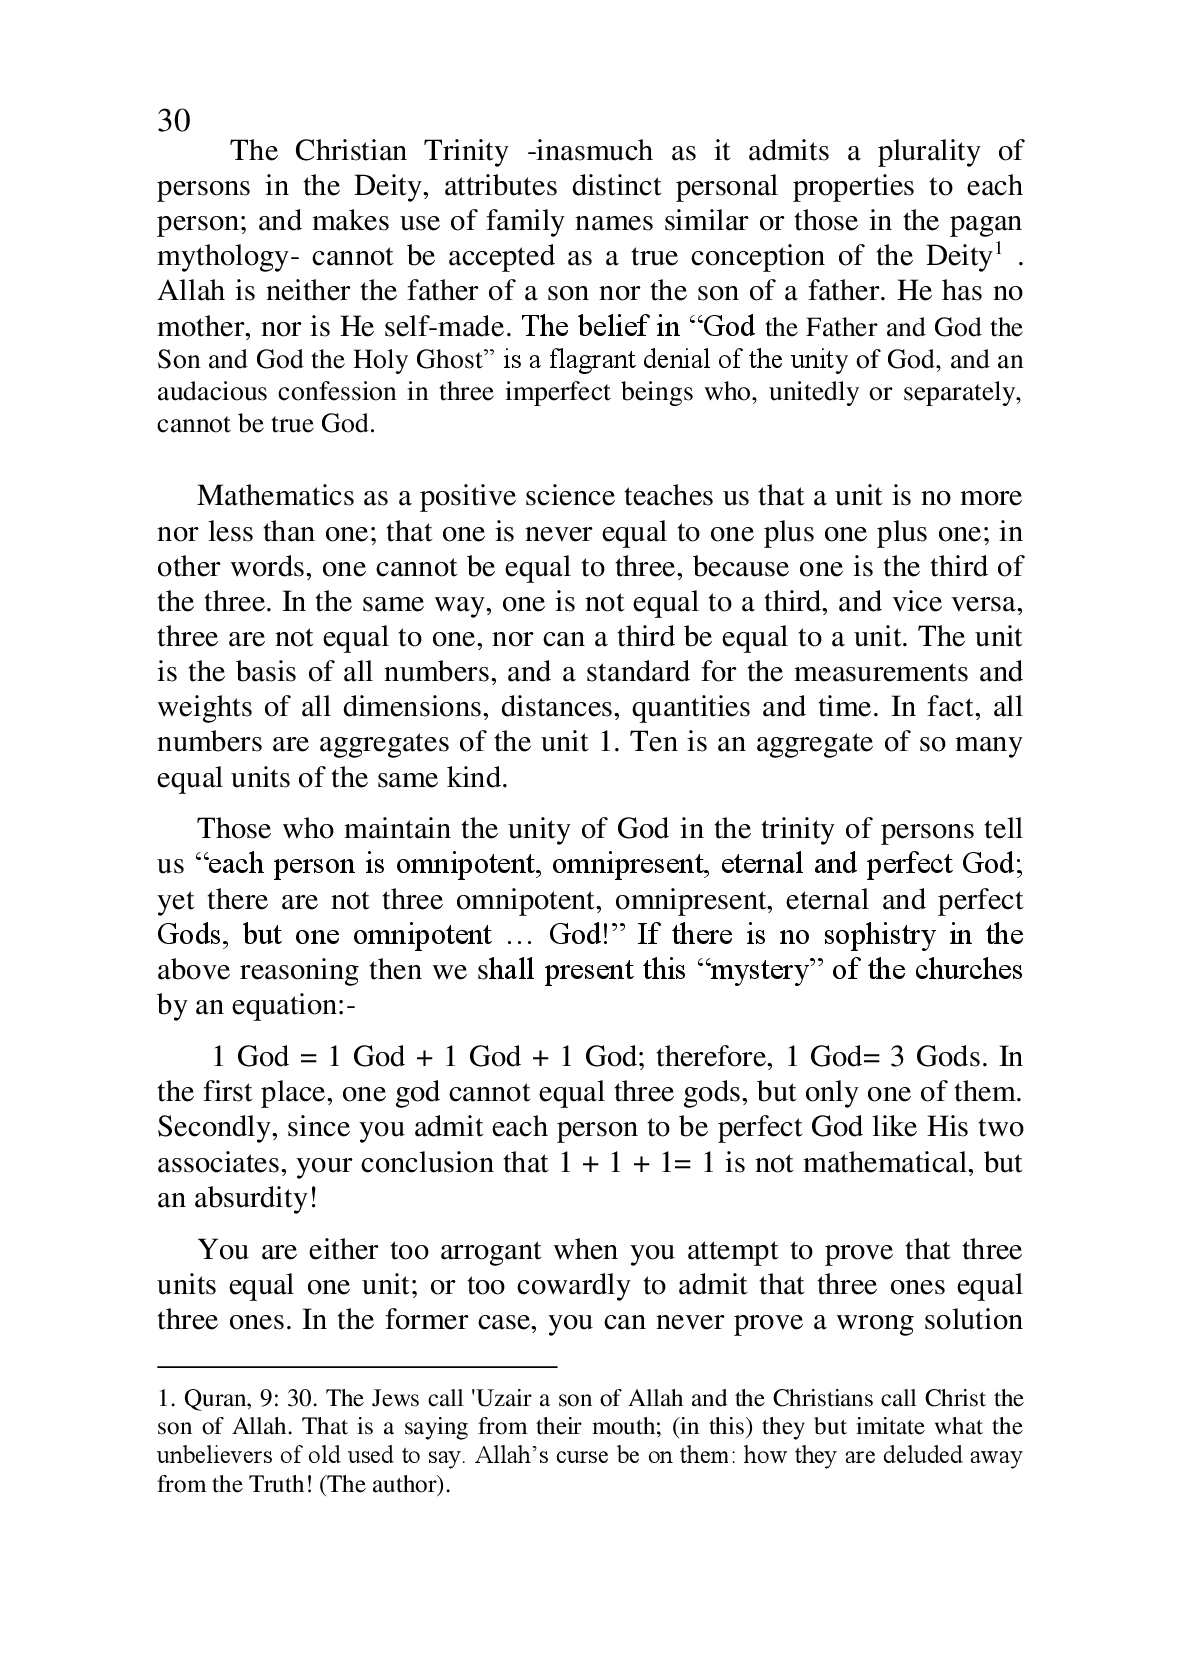 30
The Christian Trinity -inasmuch as it admits a plurality of
persons in the Deity, attributes distinct personal properties to each
person; and makes use of family names similar or those in the pagan
mythology- cannot be accepted as a true conception of the Deity1 .
Allah is neither the father of a son nor the son of a father. He has no
mother, nor is He self-made. The belief in “God the Father and God the
Son and God the Holy Ghost” is a flagrant denial of the unity of God, and an
audacious confession in three imperfect beings who, unitedly or separately,
cannot be true God.
Mathematics as a positive science teaches us that a unit is no more
nor less than one; that one is never equal to one plus one plus one; in
other words, one cannot be equal to three, because one is the third of
the three. In the same way, one is not equal to a third, and vice versa,
three are not equal to one, nor can a third be equal to a unit. The unit
is the basis of all numbers, and a standard for the measurements and
weights of all dimensions, distances, quantities and time. In fact, all
numbers are aggregates of the unit 1. Ten is an aggregate of so many
equal units of the same kind.
Those who maintain the unity of God in the trinity of persons tell
us “each person is omnipotent, omnipresent, eternal and perfect God;
yet there are not three omnipotent, omnipresent, eternal and perfect
Gods, but one omnipotent … God!” If there is no sophistry in the
above reasoning then we shall present this “mystery” of the churches
by an equation:-
1 God = 1 God + 1 God + 1 God; therefore, 1 God= 3 Gods. In
the first place, one god cannot equal three gods, but only one of them.
Secondly, since you admit each person to be perfect God like His two
associates, your conclusion that 1 + 1 + 1= 1 is not mathematical, but
an absurdity!
You are either too arrogant when you attempt to prove that three
units equal one unit; or too cowardly to admit that three ones equal
three ones. In the former case, you can never prove a wrong solution
1. Quran, 9: 30. The Jews call 'Uzair a son of Allah and the Christians call Christ the
son of Allah. That is a saying from their mouth; (in this) they but imitate what the
unbelievers of old used to say. Allah’s curse be on them: how they are deluded away
from the Truth! (The author).